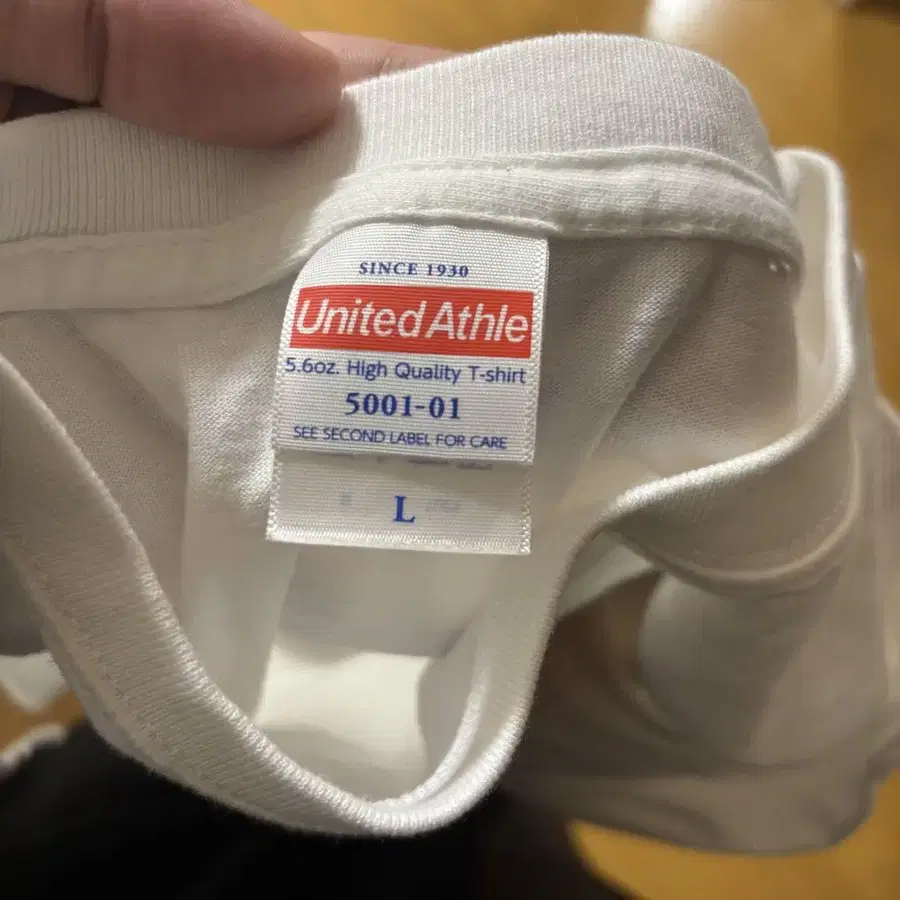 SINCE 1930
United Athle
5.6oz. High Quality T-shirt
5001-01
SEE SECOND LABEL FOR CARE
L